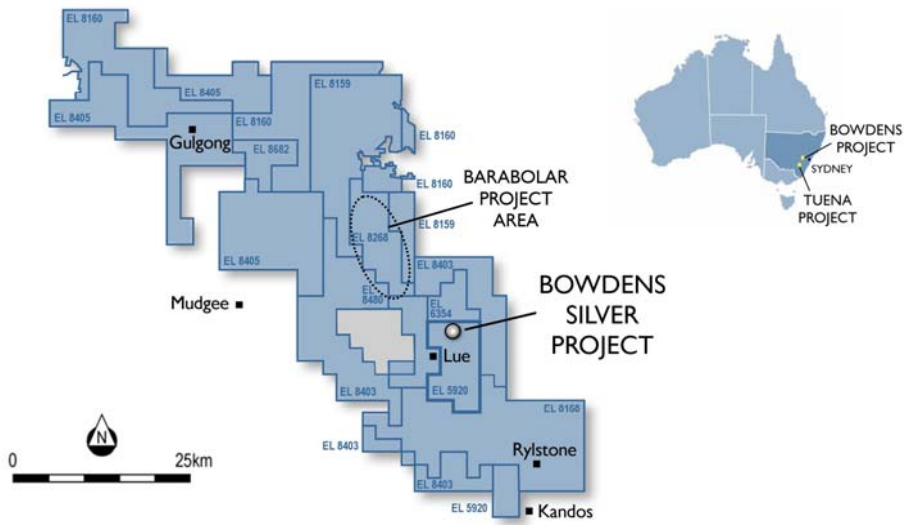 EL 8160
EL 8405
EL 8159
EL 8405
EL 8160
Gulgong
EL 8682
EL 8160
EL 8160
BARABOLAR
PROJECT
AREA
EL 8159
EL 8268
EL 8405
EL 8403
Mudgee
EL
8480
EL
6354
BOWDENS
SILVER
PROJECT
Lue
EL 8403
EL 5920
EL 8168
EL 8403
Rylstone
EL 8403
EL 5920
Kandos
N
0
25km
BOWDENS
PROJECT
SYDNEY
TUENA
PROJECT